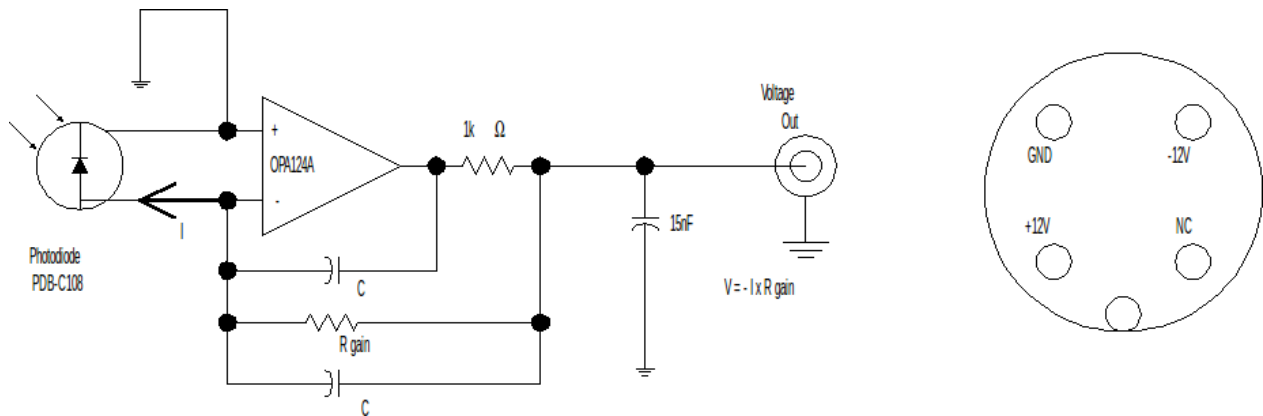 +
OPA124A
-
I
Photodiode
PDB-C108
1k Ω
C
R gain
C
15nF
Voltage
Out
V = - I x R gain
GND
-12V
+12V
NC